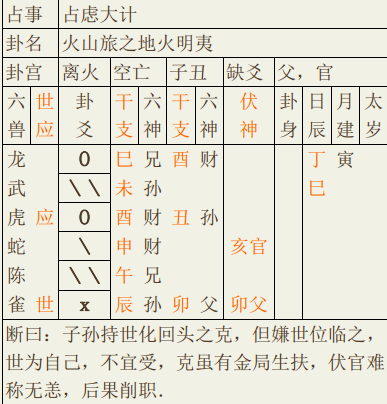 占事 占虑大计
卦名 火山旅之地火明夷
卦宫 离火 空亡 子丑 缺爻 父，官
六兽 世应 卦爻 干支 六神 干支 六神 伏神 卦身 日辰 月建 太岁
龙 O 巳 兄 酉 财 丁巳 寅
武 \\ 未 孙
虎 应 O 酉 财 丑 孙
蛇 \ 申 财 亥官
陈 \\ 午 兄
雀 世 x 辰 孙 卯 父 卯父
断曰：子孙持世化回头之克，但嫌世位临之，
世为自己，不宜受，克虽有金局生扶，伏官难
称无恙，后果削职．